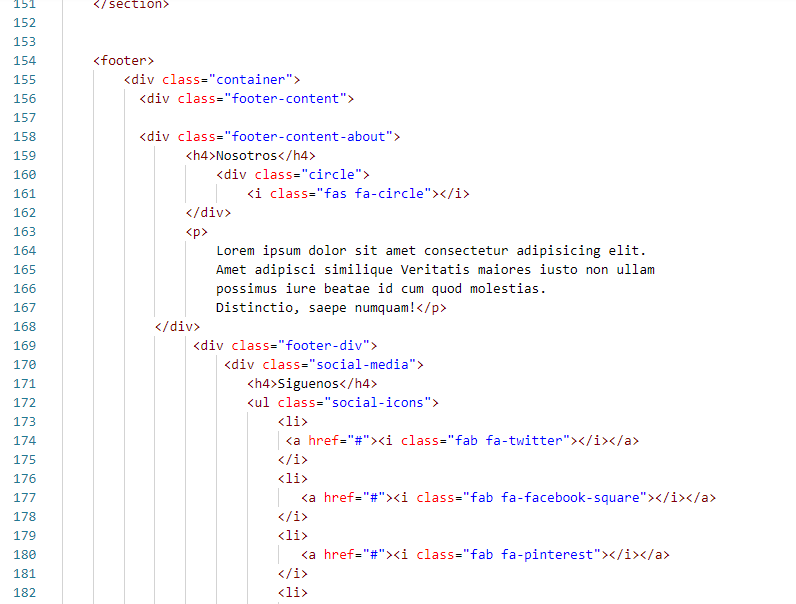 151 </section>
152
153
154 <footer>
155 <div class="container">
156 <div class="footer-content">
157
158 <div class="footer-content-about">
159 <h4>Nosotros</h4>
160 <div class="circle">
161 <i class="fas fa-circle"></i>
162 </div>
163 <p>
164 Lorem ipsum dolor sit amet consectetur adipisicing elit.
165 Amet adipisci similique Veritatis maiores iusto non ullam
166 possimus iure beatae id cum quod molestias.
167 Distinctio, saepe numquam!</p>
168 </div>
169 <div class="footer-div">
170 <div class="social-media">
171 <h4>Siguenos</h4>
172 <ul class="social-icons">
173 <li>
174 <a href="#"><i class="fab fa-twitter"></i></a>
175 </i>
176 <li>
177 <a href="#"><i class="fab fa-facebook-square"></i></a>
178 </i>
179 <li>
180 <a href="#"><i class="fab fa-pinterest"></i></a>
181 </i>
182 <li>